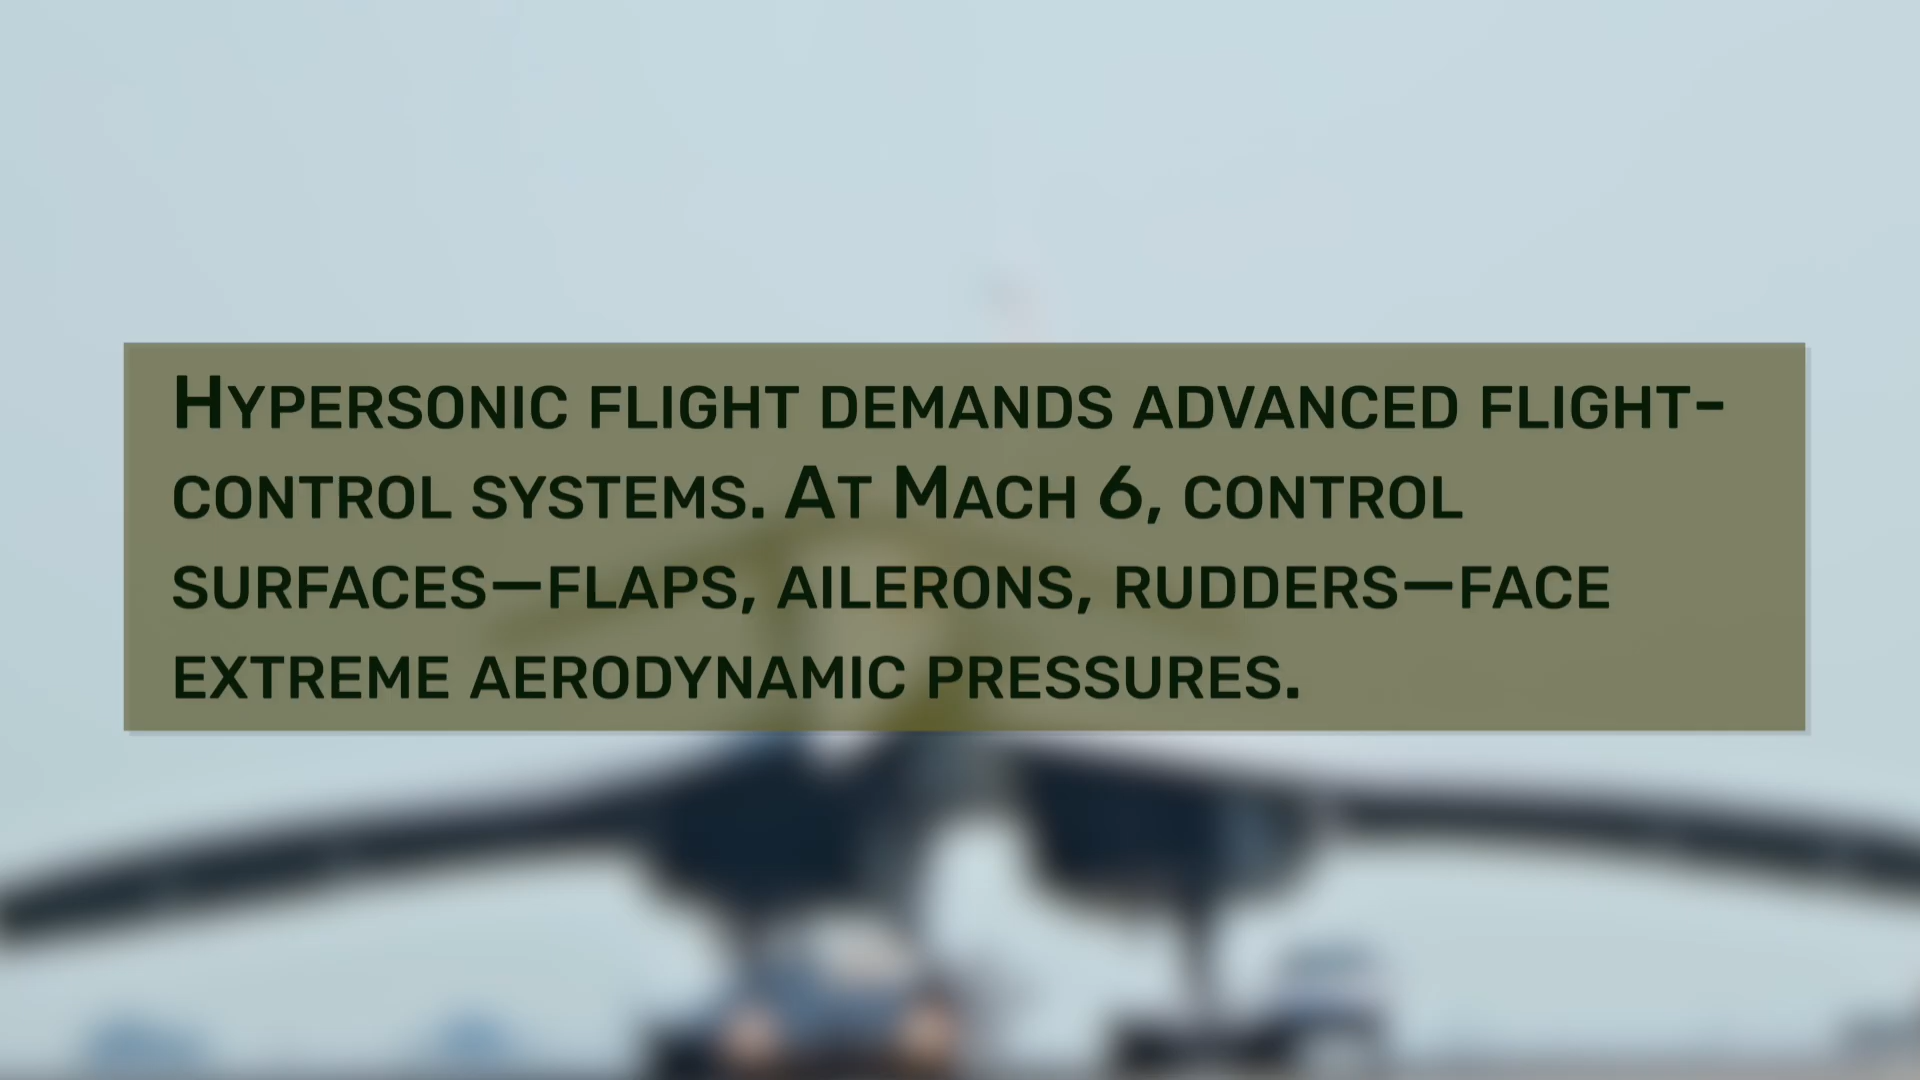 Hypersonic flight demands advanced flight-
control systems. At Mach 6, control
surfaces—flaps, ailerons, rudders—face
extreme aerodynamic pressures.